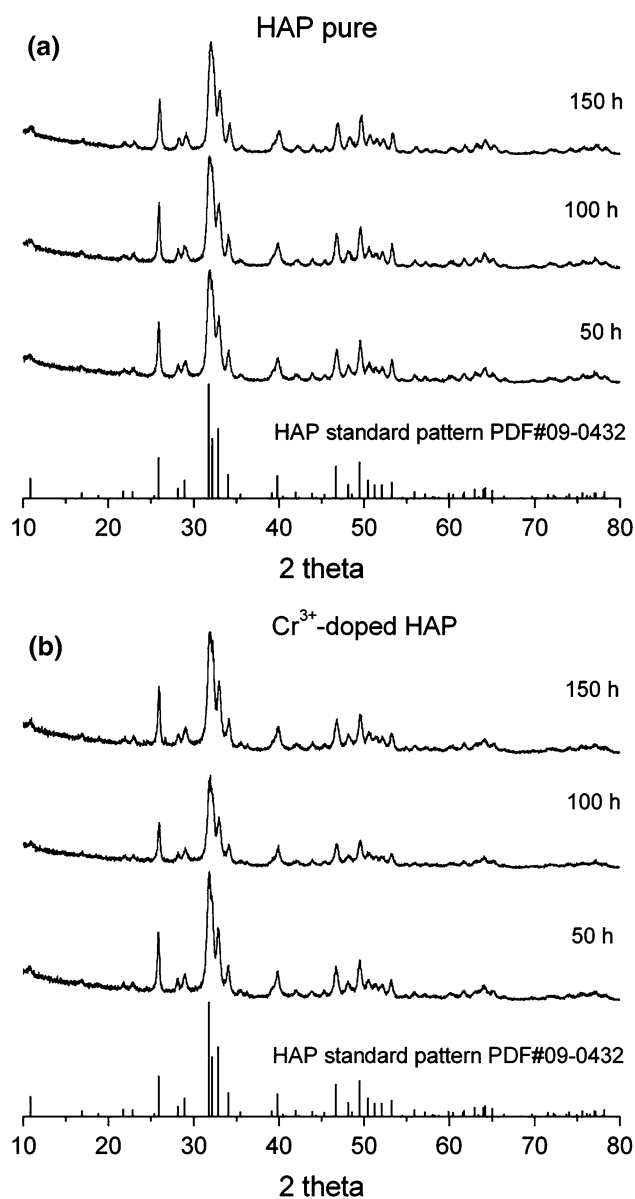 (a)
HAP pure
150 h
100 h
50 h
HAP standard pattern PDF#09-0432
10 20 30 40 50 60 70 80
2 theta
(b)
Cr³⁺-doped HAP
150 h
100 h
50 h
HAP standard pattern PDF#09-0432
10 20 30 40 50 60 70 80
2 theta